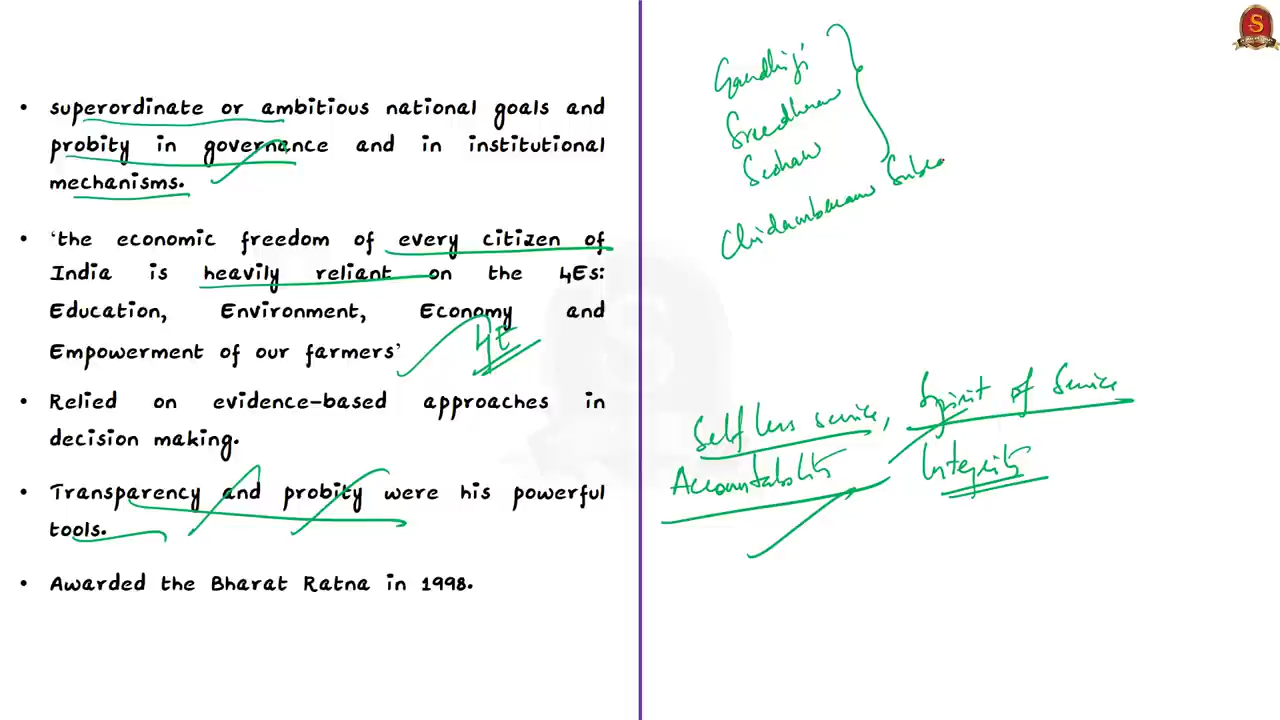 • superordinate or ambitious national goals and
probity in governance and in institutional
mechanisms.
• 'the economic freedom of every citizen of
India is heavily reliant on the 4Es:
Education, Environment, Economy and
Empowerment of our farmers'
4E
• Relied on evidence-based approaches in
decision making.
• Transparency and probity were his powerful
tools.
• Awarded the Bharat Ratna in 1998.
Gandhiji
Sreedharan
Seshan
Chidambaram
Selfless service, Spirit of Service
Accountability Integrity
S